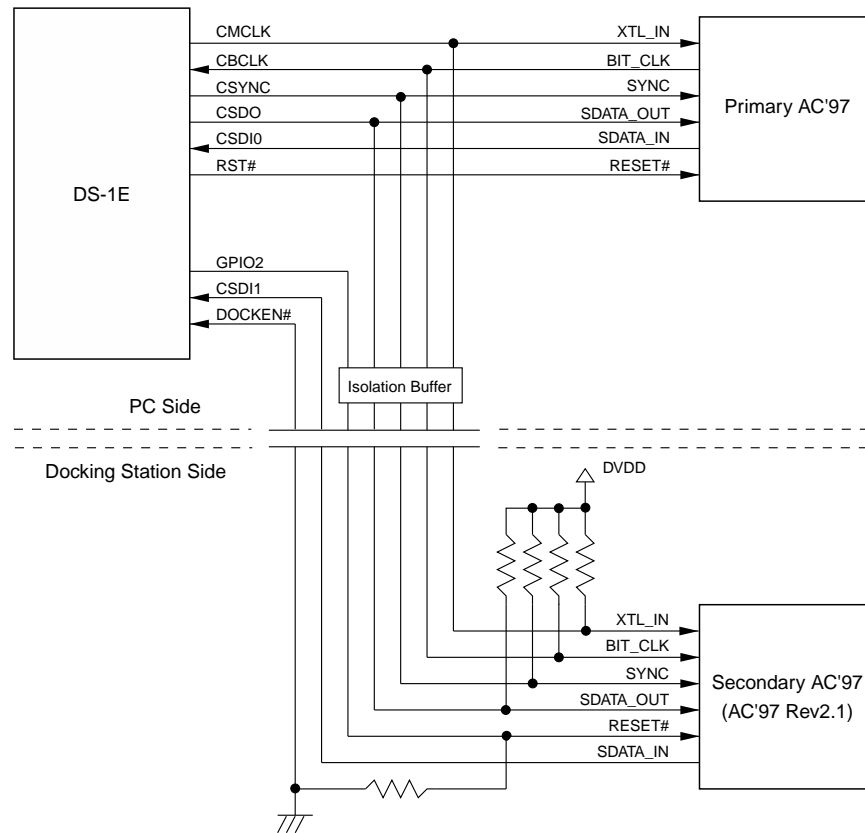 CMCLK
XTL_IN
CBCLK
BIT_CLK
CSYNC
SYNC
CSDO
SDATA_OUT
CSDI0
SDATA_IN
RST#
RESET#
DS-1E
Primary AC'97
GPIO2
CSDI1
DOCKEN#
Isolation Buffer
PC Side
Docking Station Side
DVDD
XTL_IN
BIT_CLK
SYNC
SDATA_OUT
RESET#
SDATA_IN
Secondary AC'97
(AC'97 Rev2.1)